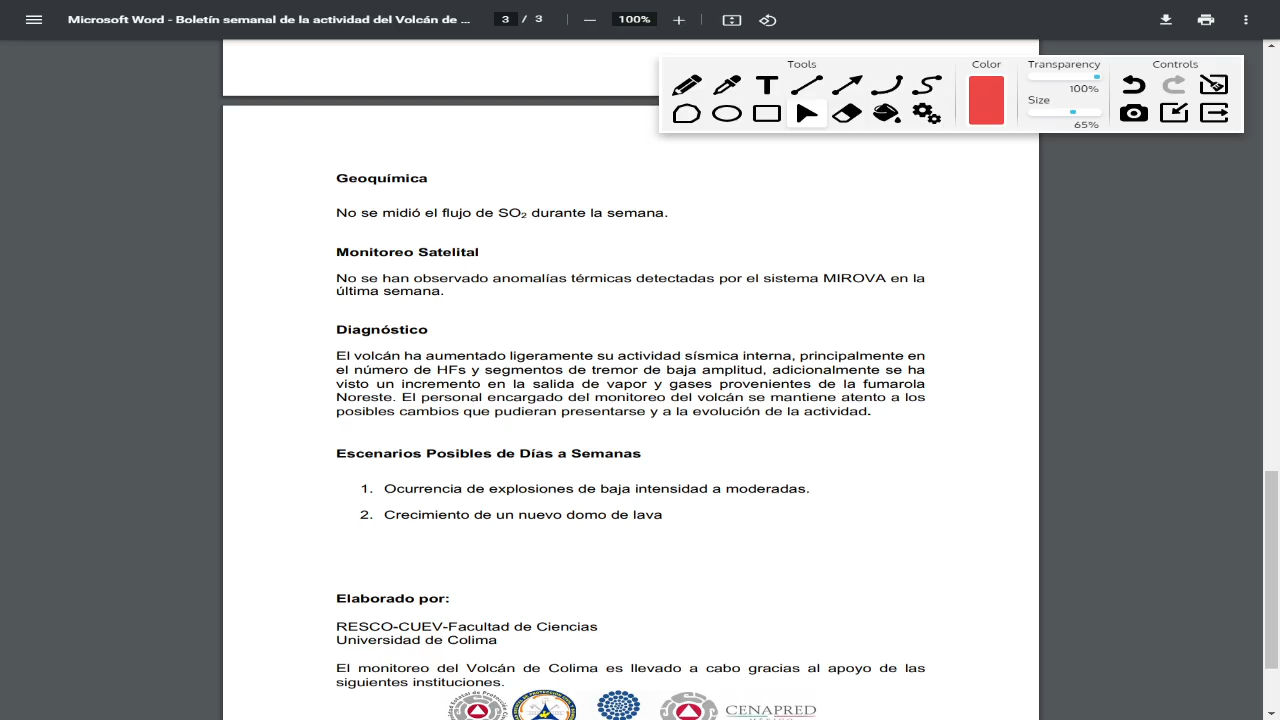 Microsoft Word - Boletín semanal de la actividad del Volcán de ...
3 / 3
100%
Tools
Color
Transparency
100%
Size
65%
Controls
Geoquímica
No se midió el flujo de SO₂ durante la semana.
Monitoreo Satelital
No se han observado anomalías térmicas detectadas por el sistema MIROVA en la
última semana.
Diagnóstico
El volcán ha aumentado ligeramente su actividad sísmica interna, principalmente en
el número de HFs y segmentos de tremor de baja amplitud, adicionalmente se ha
visto un incremento en la salida de vapor y gases provenientes de la fumarola
Noreste. El personal encargado del monitoreo del volcán se mantiene atento a los
posibles cambios que pudieran presentarse y a la evolución de la actividad.
Escenarios Posibles de Días a Semanas
1. Ocurrencia de explosiones de baja intensidad a moderadas.
2. Crecimiento de un nuevo domo de lava
Elaborado por:
RESCO-CUEV-Facultad de Ciencias
Universidad de Colima
El monitoreo del Volcán de Colima es llevado a cabo gracias al apoyo de las
siguientes instituciones.
CENAPRED